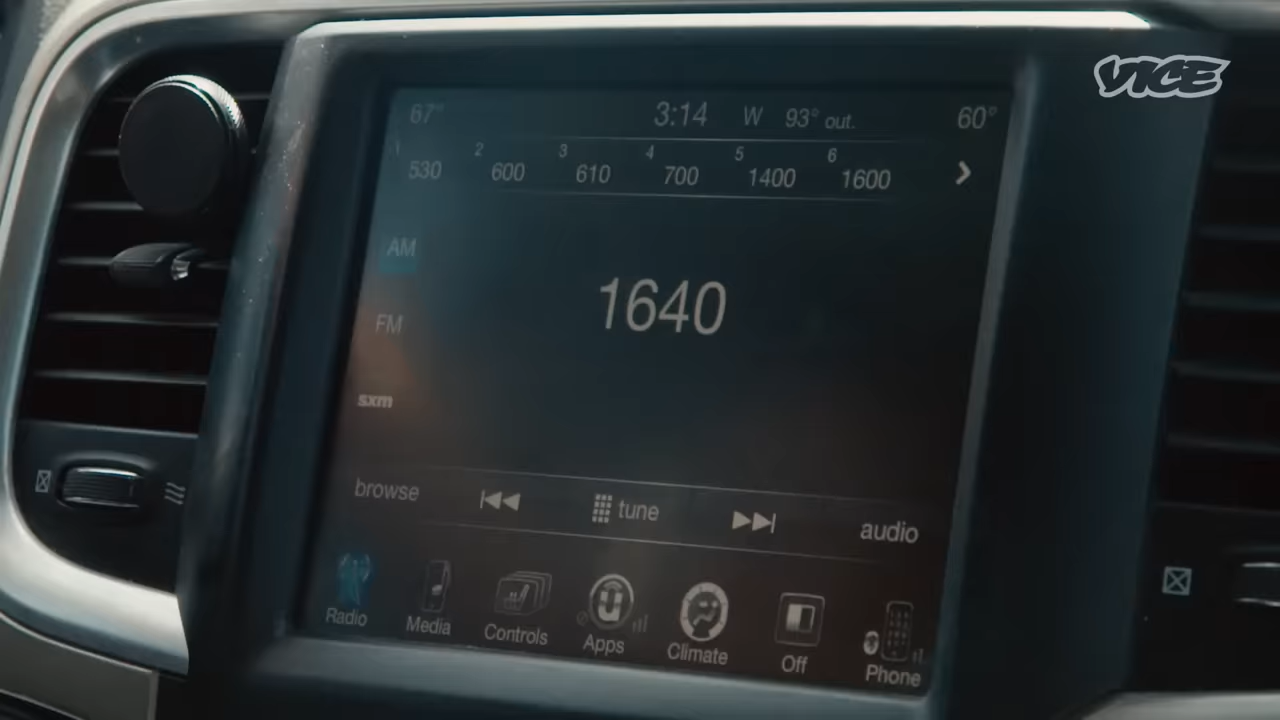 VICE
67° 3:14 W 93° out. 60°
1 2 3 4 5 6
530 600 610 700 1400 1600
AM
1640
FM
sxm
browse tune audio
Radio Media Controls Apps Climate Off Phone